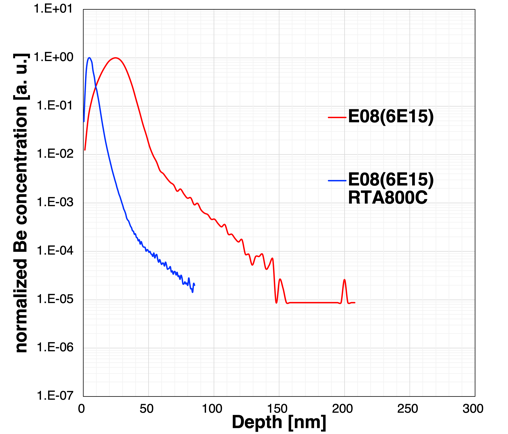 1.E+01
1.E+00
1.E-01
1.E-02
1.E-03
1.E-04
1.E-05
1.E-06
1.E-07
normalized Be concentration [a. u.]
E08(6E15)
E08(6E15)
RTA800C
0 50 100 150 200 250 300
Depth [nm]